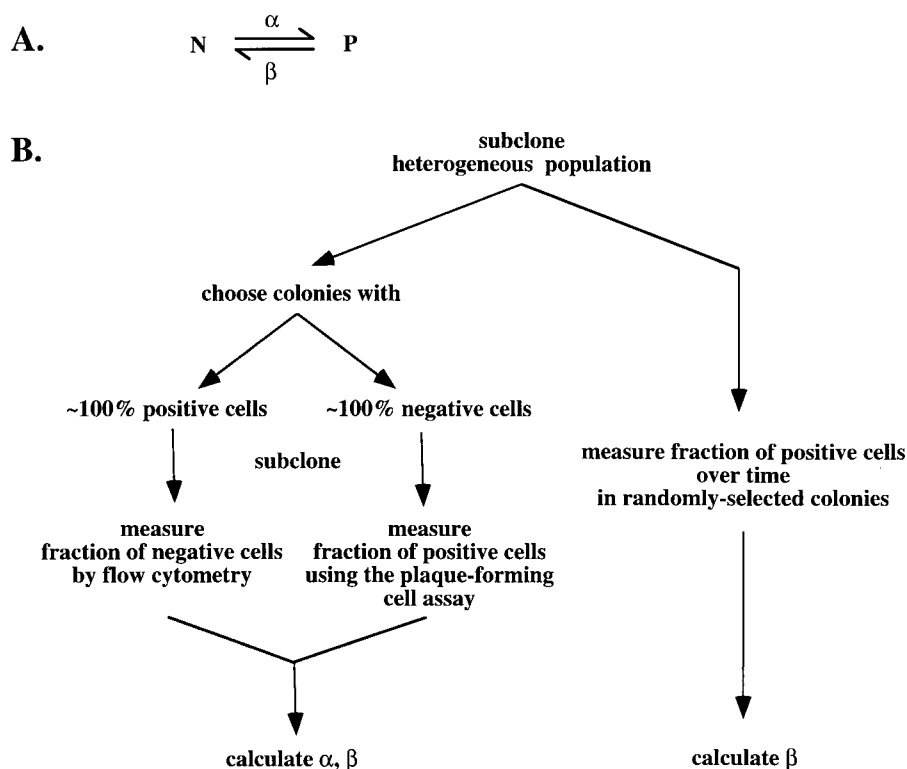 A.
α
N P
β
B.
subclone
heterogeneous population
choose colonies with
~100% positive cells
~100% negative cells
subclone
measure
fraction of negative cells
by flow cytometry
measure
fraction of positive cells
using the plaque-forming
cell assay
calculate α, β
measure fraction of positive cells
over time
in randomly-selected colonies
calculate β